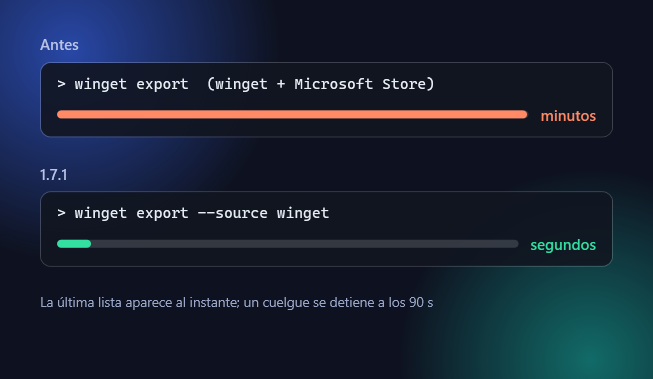 Antes
> winget export  (winget + Microsoft Store)
minutos
1.7.1
> winget export --source winget
segundos
La última lista aparece al instante; un cuelgue se detiene a los 90 s